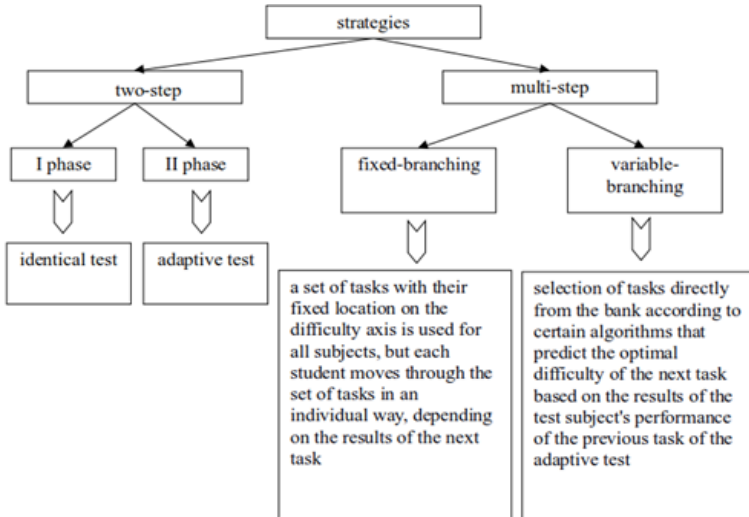 strategies
two-step
multi-step
I phase
II phase
fixed-branching
variable-
branching
identical test
adaptive test
a set of tasks with their
fixed location on the
difficulty axis is used for
all subjects, but each
student moves through the
set of tasks in an
individual way, depending
on the results of the next
task
selection of tasks directly
from the bank according to
certain algorithms that
predict the optimal
difficulty of the next task
based on the results of the
test subject's performance
of the previous task of the
adaptive test